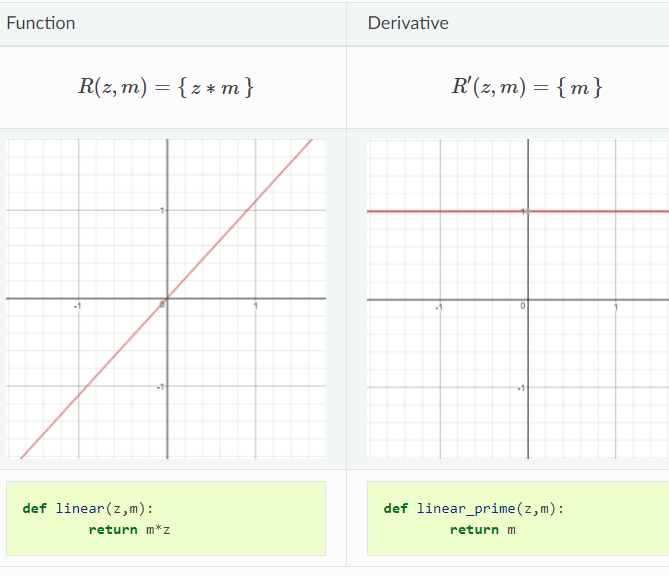 Function
Derivative
R(z, m) = { z ∗ m }
R′(z, m) = { m }
1
-1
0
1
-1
1
-1
0
1
-1
def linear(z,m):
return m*z
def linear_prime(z,m):
return m